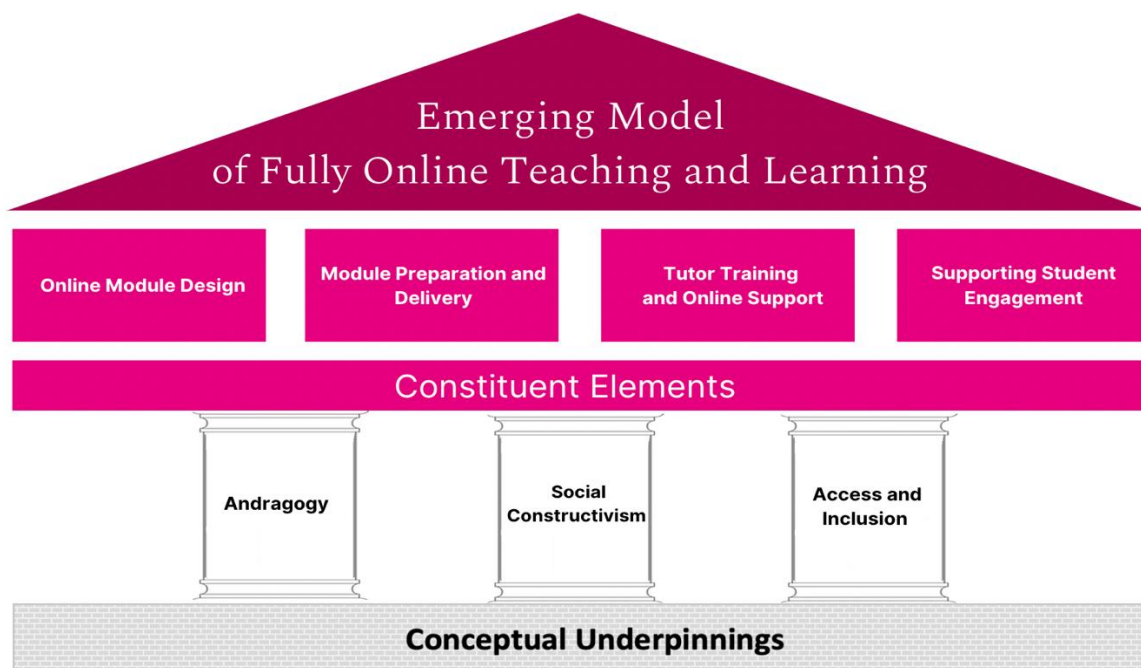 Emerging Model
of Fully Online Teaching and Learning
Online Module Design
Module Preparation and
Delivery
Tutor Training
and Online Support
Supporting Student
Engagement
Constituent Elements
Andragogy
Social
Constructivism
Access and
Inclusion
Conceptual Underpinnings